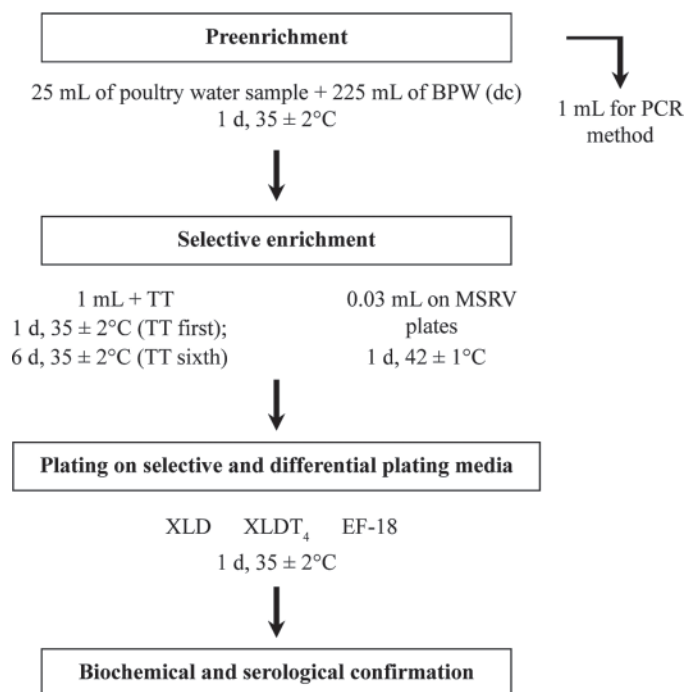 Preenrichment
25 mL of poultry water sample + 225 mL of BPW (dc)
1 d, 35 ± 2°C
1 mL for PCR
method
Selective enrichment
1 mL + TT
1 d, 35 ± 2°C (TT first);
6 d, 35 ± 2°C (TT sixth)
0.03 mL on MSRV
plates
1 d, 42 ± 1°C
Plating on selective and differential plating media
XLD XLDT₄ EF-18
1 d, 35 ± 2°C
Biochemical and serological confirmation